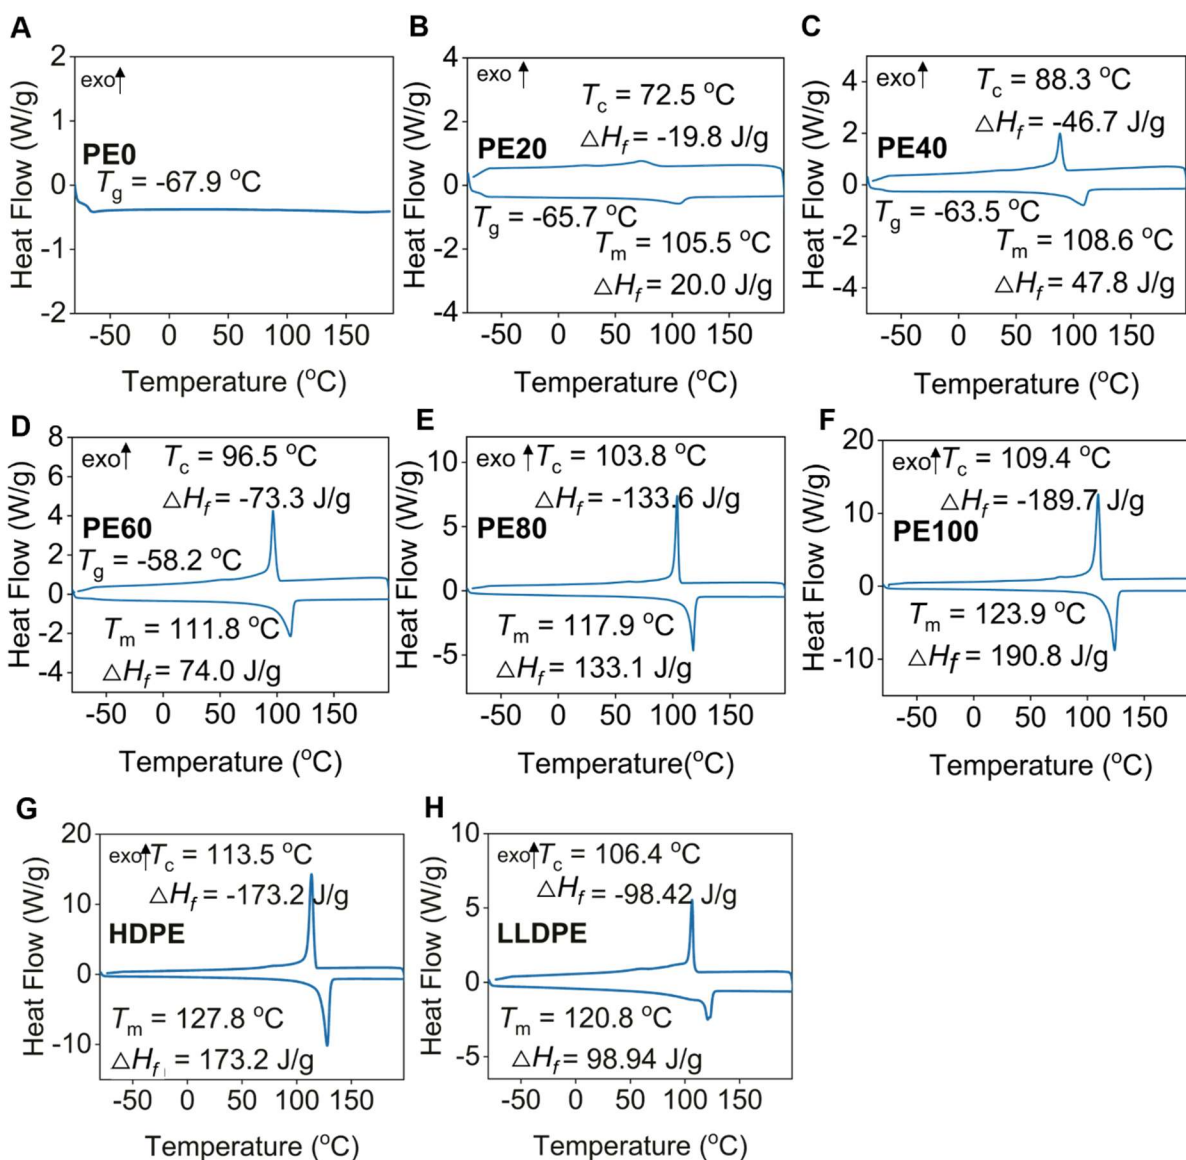 A
2
exo↑
1
PE0
Tg = -67.9 °C
0
-1
-2
-50 0 50 100 150
Heat Flow (W/g)
Temperature (°C)
B
4
exo ↑
Tc = 72.5 °C
2
△Hf = -19.8 J/g
PE20
0
Tg = -65.7 °C
-2
Tm = 105.5 °C
△Hf = 20.0 J/g
-4
-50 0 50 100 150
Heat Flow (W/g)
Temperature (°C)
C
4
exo↑
Tc = 88.3 °C
△Hf = -46.7 J/g
2
PE40
0
Tg = -63.5 °C
-2
Tm = 108.6 °C
-4
△Hf = 47.8 J/g
-50 0 50 100 150
Heat Flow (W/g)
Temperature (°C)
D
8
exo↑
Tc = 96.5 °C
6
△Hf = -73.3 J/g
4
PE60
2
Tg = -58.2 °C
0
-2
Tm = 111.8 °C
-4
△Hf = 74.0 J/g
-50 0 50 100 150
Heat Flow (W/g)
Temperature (°C)
E
10
exo ↑
Tc = 103.8 °C
△Hf = -133.6 J/g
5
PE80
0
Tm = 117.9 °C
-5
△Hf = 133.1 J/g
-50 0 50 100 150
Heat Flow (W/g)
Temperature(°C)
F
20
exo↑
Tc = 109.4 °C
△Hf = -189.7 J/g
10
PE100
0
Tm = 123.9 °C
-10
△Hf = 190.8 J/g
-50 0 50 100 150
Heat Flow (W/g)
Temperature (°C)
G
20
exo↑
Tc = 113.5 °C
△Hf = -173.2 J/g
10
HDPE
0
Tm = 127.8 °C
-10
△Hf = 173.2 J/g
-50 0 50 100 150
Heat Flow (W/g)
Temperature (°C)
H
10
exo↑
Tc = 106.4 °C
△Hf = -98.42 J/g
5
LLDPE
0
Tm = 120.8 °C
-5
△Hf = 98.94 J/g
-50 0 50 100 150
Heat Flow (W/g)
Temperature (°C)